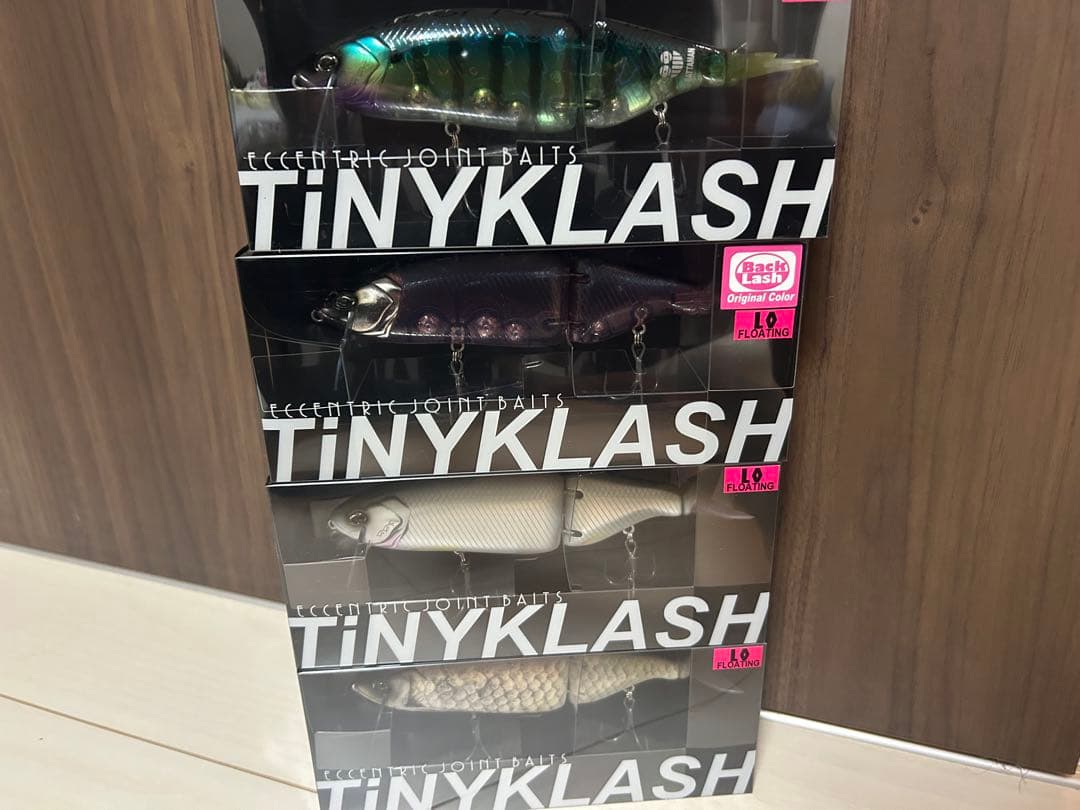 ECCENTRIC JOINT BAITS
TiNYKLASH
Back Lash
Original Color
LO
FLOATING
ECCENTRIC JOINT BAITS
TiNYKLASH
LO
FLOATING
ECCENTRIC JOINT BAITS
TiNYKLASH
LO
FLOATING
ECCENTRIC JOINT BAITS
TiNYKLASH